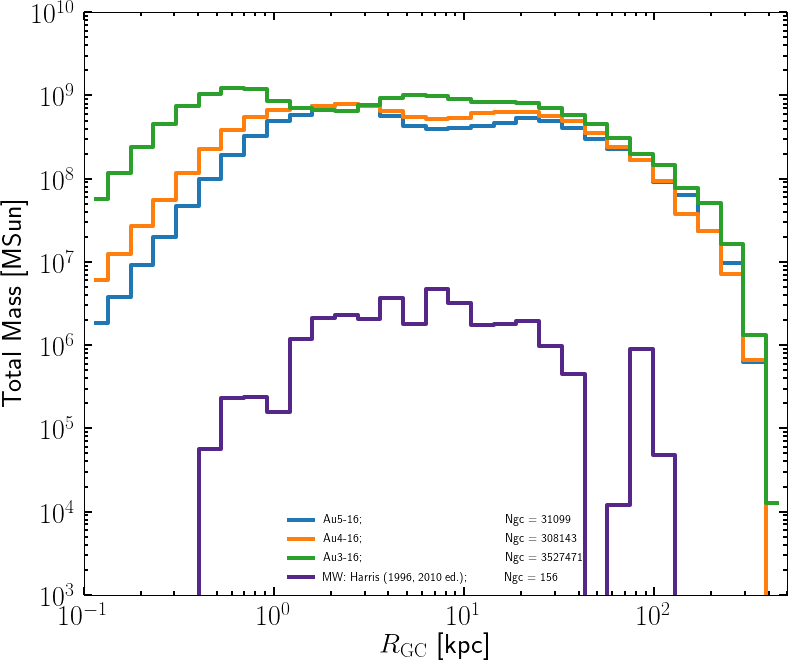 10^10
10^9
10^8
10^7
10^6
10^5
10^4
10^3
Total Mass [MSun]
Au5-16; Ngc = 31099
Au4-16; Ngc = 308143
Au3-16; Ngc = 3527471
MW: Harris (1996, 2010 ed.); Ngc = 156
10^−1 10^0 10^1 10^2
R_GC [kpc]